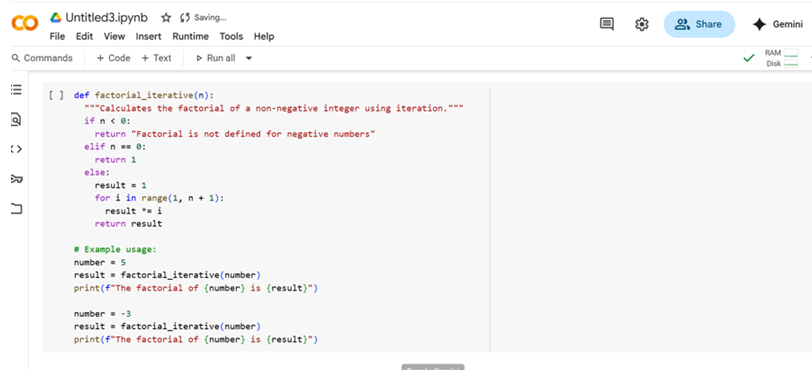 CO
Untitled3.ipynb Saving...
Share
Gemini
File Edit View Insert Runtime Tools Help
Commands + Code + Text Run all
RAM
Disk
[ ] def factorial_iterative(n):
"""Calculates the factorial of a non-negative integer using iteration."""
if n < 0:
return "Factorial is not defined for negative numbers"
elif n == 0:
return 1
else:
result = 1
for i in range(1, n + 1):
result *= i
return result
# Example usage:
number = 5
result = factorial_iterative(number)
print(f"The factorial of {number} is {result}")
number = -3
result = factorial_iterative(number)
print(f"The factorial of {number} is {result}")